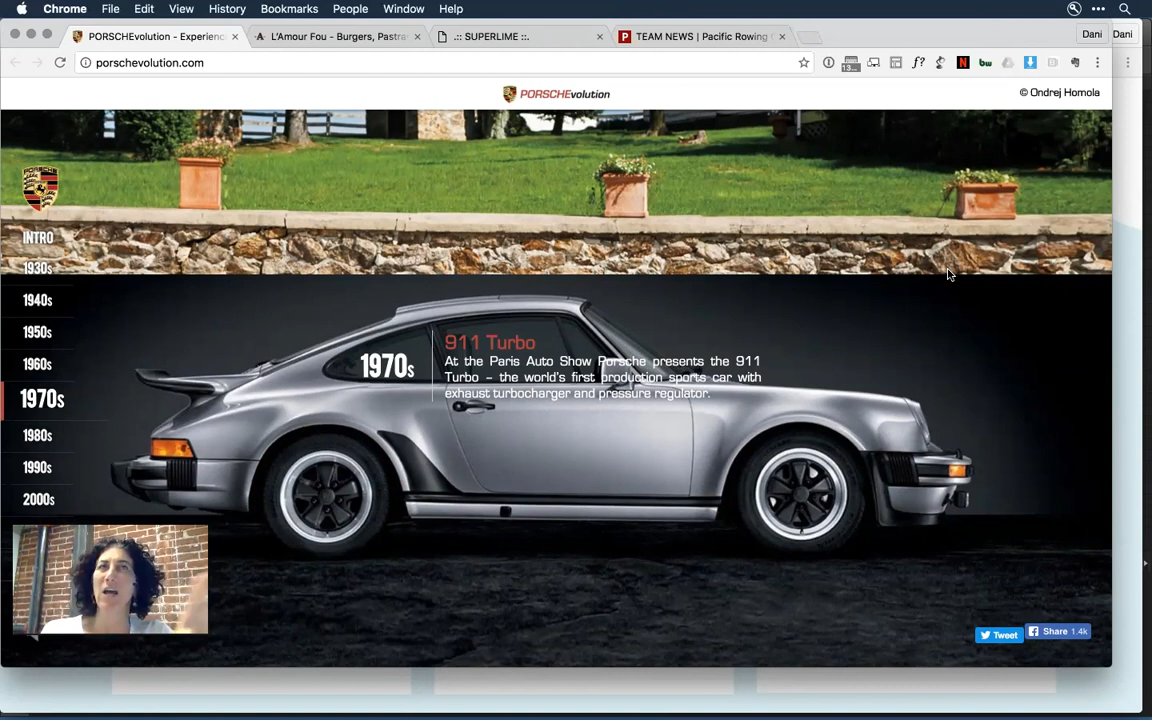 Chrome File Edit View History Bookmarks People Window Help
PORSCHEvolution - Experienc
L'Amour Fou - Burgers, Pastra
.:: SUPERLIME ::.
TEAM NEWS | Pacific Rowing C
Dani
Dani
porschevolution.com
PORSCHEvolution
© Ondrej Homola
PORSCHE
INTRO
1930s
1940s
1950s
1960s
1970s
1980s
1990s
2000s
1970s
911 Turbo
At the Paris Auto Show Porsche presents the 911
Turbo – the world's first production sports car with
exhaust turbocharger and pressure regulator.
Tweet
Share 1.4k